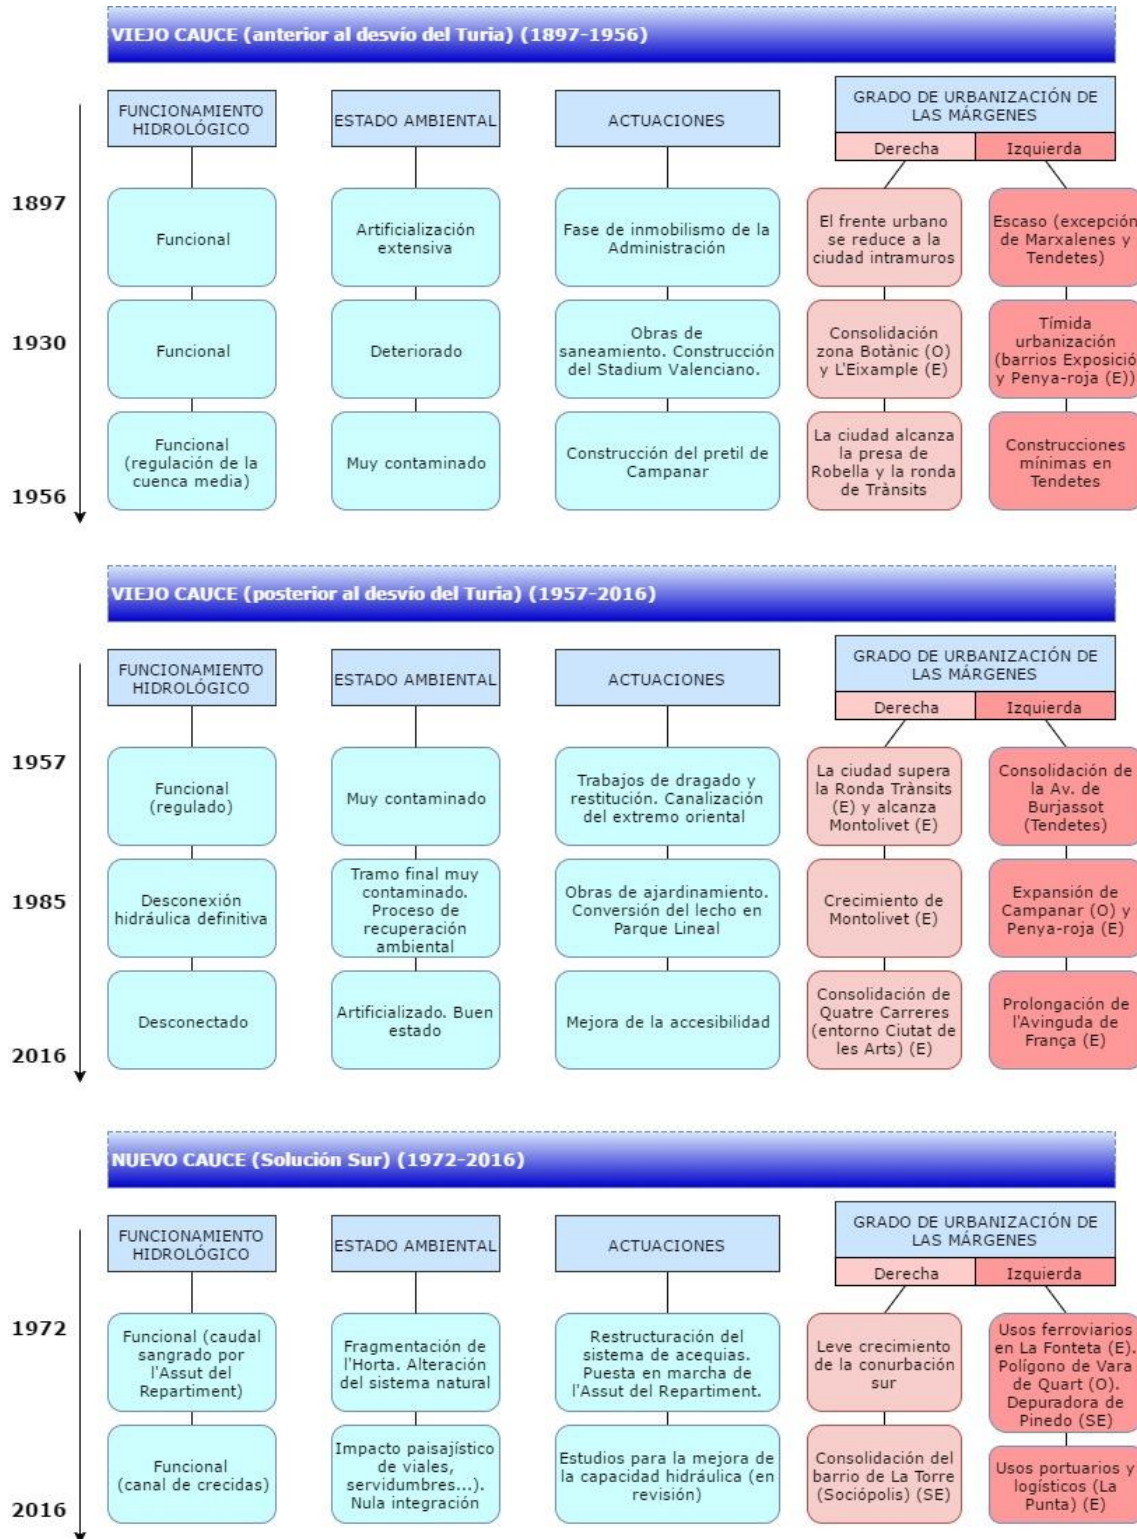 VIEJO CAUCE (anterior al desvío del Turia) (1897-1956)
FUNCIONAMIENTO
HIDROLÓGICO
ESTADO AMBIENTAL
ACTUACIONES
GRADO DE URBANIZACIÓN DE
LAS MÁRGENES
Derecha
Izquierda
1897
Funcional
Artificialización
extensiva
Fase de inmobilismo de la
Administración
El frente urbano
se reduce a la
ciudad intramuros
Escaso (excepción
de Marxalenes y
Tendetes)
1930
Funcional
Deteriorado
Obras de
saneamiento. Construcción
del Stadium Valenciano.
Consolidación
zona Botànic (O)
y L'Eixample (E)
Tímida
urbanización
(barrios Exposició
y Penya-roja (E))
Funcional
(regulación de la
cuenca media)
Muy contaminado
Construcción del pretil de
Campanar
La ciudad alcanza
la presa de
Robella y la ronda
de Trànsits
Construcciones
mínimas en
Tendetes
1956
VIEJO CAUCE (posterior al desvío del Turia) (1957-2016)
FUNCIONAMIENTO
HIDROLÓGICO
ESTADO AMBIENTAL
ACTUACIONES
GRADO DE URBANIZACIÓN DE
LAS MÁRGENES
Derecha
Izquierda
1957
Funcional
(regulado)
Muy contaminado
Trabajos de dragado y
restitución. Canalización
del extremo oriental
La ciudad supera
la Ronda Trànsits
(E) y alcanza
Montolivet (E)
Consolidación de
la Av. de
Burjassot
(Tendetes)
1985
Desconexión
hidráulica definitiva
Tramo final muy
contaminado.
Proceso de
recuperación
ambiental
Obras de ajardinamiento.
Conversión del lecho en
Parque Lineal
Crecimiento de
Montolivet (E)
Expansión de
Campanar (O) y
Penya-roja (E)
Desconectado
Artificializado. Buen
estado
Mejora de la accesibilidad
Consolidación de
Quatre Carreres
(entorno Ciutat de
les Arts) (E)
Prolongación de
l'Avinguda de
França (E)
2016
NUEVO CAUCE (Solución Sur) (1972-2016)
FUNCIONAMIENTO
HIDROLÓGICO
ESTADO AMBIENTAL
ACTUACIONES
GRADO DE URBANIZACIÓN DE
LAS MÁRGENES
Derecha
Izquierda
1972
Funcional (caudal
sangrado por
l'Assut del
Repartiment)
Fragmentación de
l'Horta. Alteración
del sistema natural
Restructuración del
sistema de acequias.
Puesta en marcha de
l'Assut del Repartiment.
Leve crecimiento
de la conurbación
sur
Usos ferroviarios
en La Fonteta (E).
Polígono de Vara
de Quart (O).
Depuradora de
Pinedo (SE)
Funcional
(canal de crecidas)
Impacto paisajístico
de viales,
servidumbres...).
Nula integración
Estudios para la mejora de
la capacidad hidráulica (en
revisión)
Consolidación del
barrio de La Torre
(Sociópolis) (SE)
Usos portuarios y
logísticos (La
Punta) (E)
2016